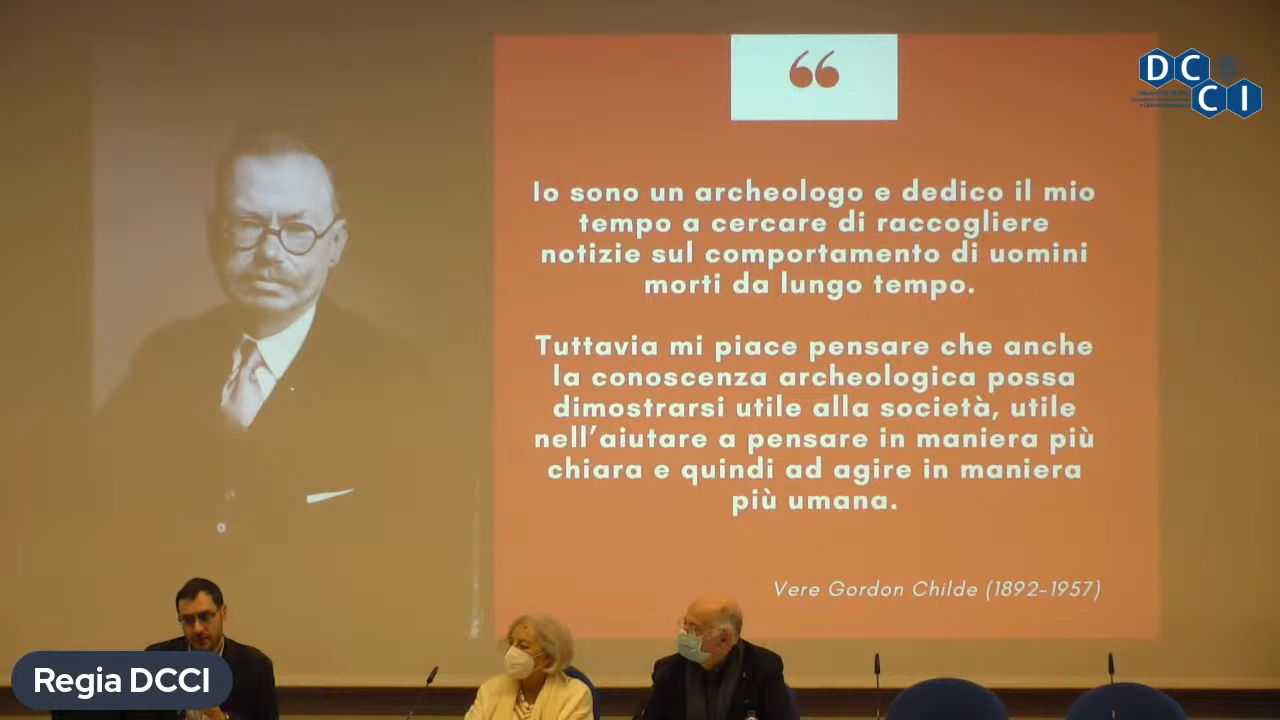 DC
CI
“
Io sono un archeologo e dedico il mio
tempo a cercare di raccogliere
notizie sul comportamento di uomini
morti da lungo tempo.
Tuttavia mi piace pensare che anche
la conoscenza archeologica possa
dimostrarsi utile alla società, utile
nell’aiutare a pensare in maniera più
chiara e quindi ad agire in maniera
più umana.
Vere Gordon Childe (1892-1957)
Regia DCCI